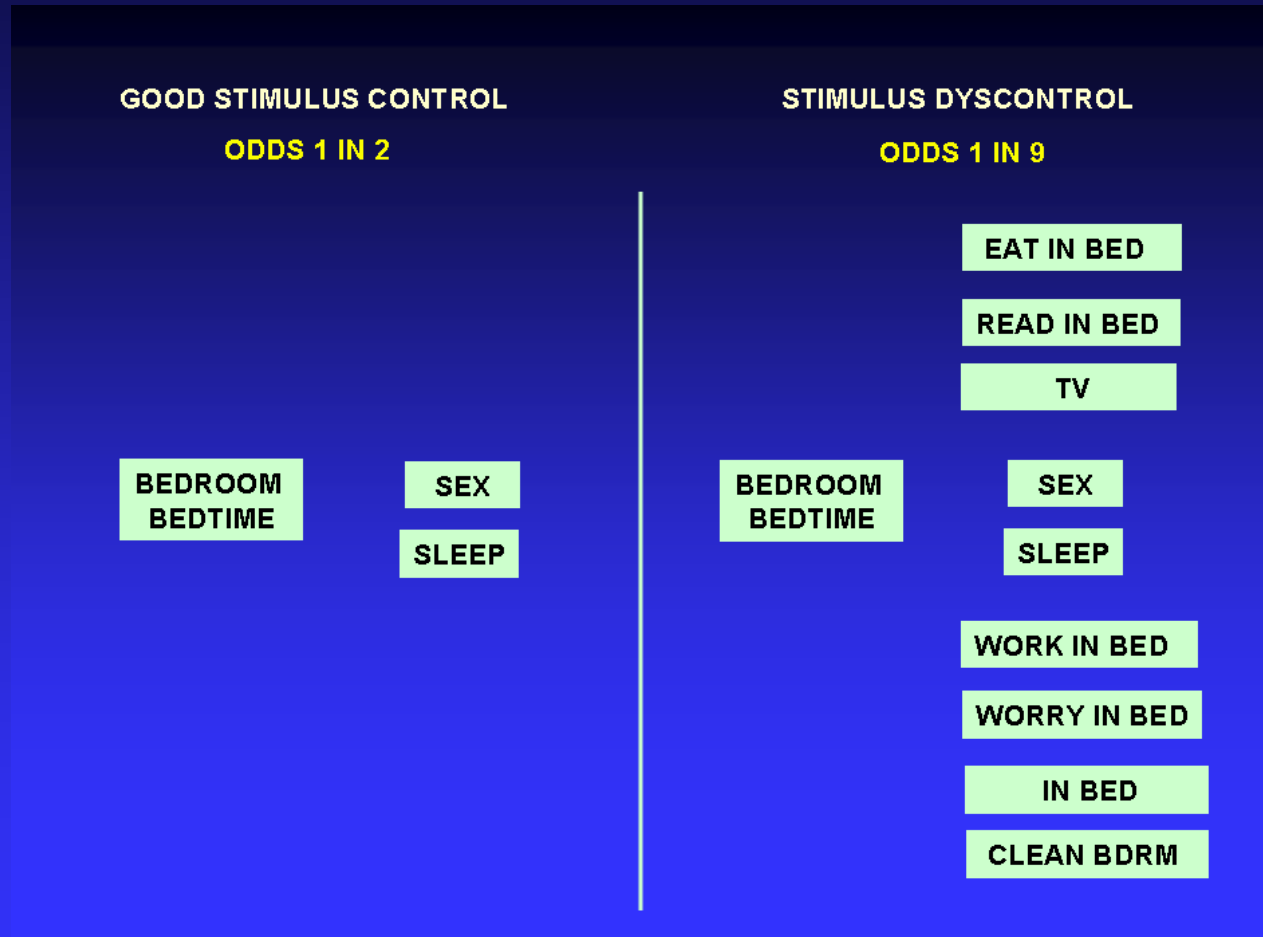 GOOD STIMULUS CONTROL
ODDS 1 IN 2
BEDROOM
BEDTIME
SEX
SLEEP
STIMULUS DYSCONTROL
ODDS 1 IN 9
EAT IN BED
READ IN BED
TV
BEDROOM
BEDTIME
SEX
SLEEP
WORK IN BED
WORRY IN BED
IN BED
CLEAN BDRM